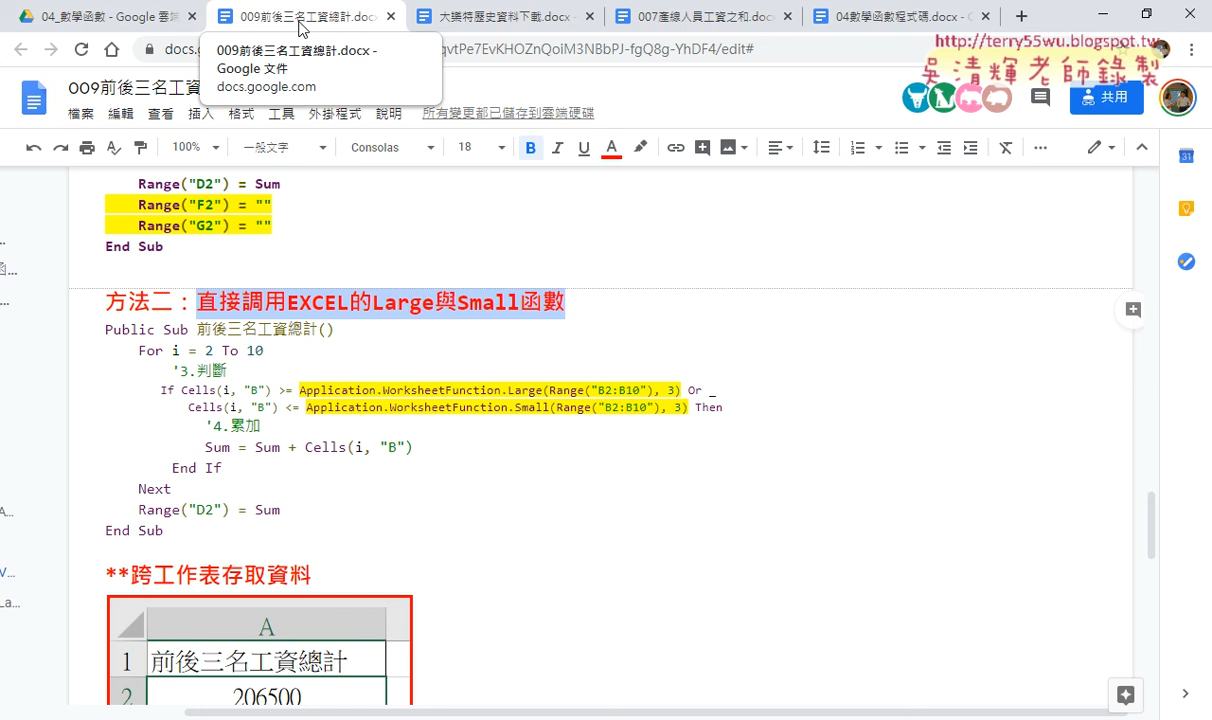 04_數學函數 - Google 雲端
009前後三名工資總計.docx
大樂特歷史資料下載.docx -
007產線人員工資之和.docx -
04數學函數程式碼.docx - G
docs.g
qvtPe7EvKHOZnQoiM3NBbPJ-fgQ8g-YhDF4/edit#
http://terry55wu.blogspot.tw
吳清輝老師錄製
009前後三名工資總計.docx -
Google 文件
docs.google.com
009前後三名工
共用
檔案 編輯 查看 插入 格式 工具 外掛程式 說明 所有變更都已儲存到雲端硬碟
100% 一般文字 Consolas 18 B I U A
31
Range("D2") = Sum
Range("F2") = ""
Range("G2") = ""
End Sub
方法二：直接調用EXCEL的Large與Small函數
Public Sub 前後三名工資總計()
For i = 2 To 10
'3.判斷
If Cells(i, "B") >= Application.WorksheetFunction.Large(Range("B2:B10"), 3) Or _
Cells(i, "B") <= Application.WorksheetFunction.Small(Range("B2:B10"), 3) Then
'4.累加
Sum = Sum + Cells(i, "B")
End If
Next
Range("D2") = Sum
End Sub
**跨工作表存取資料
A
1 前後三名工資總計
2 206500